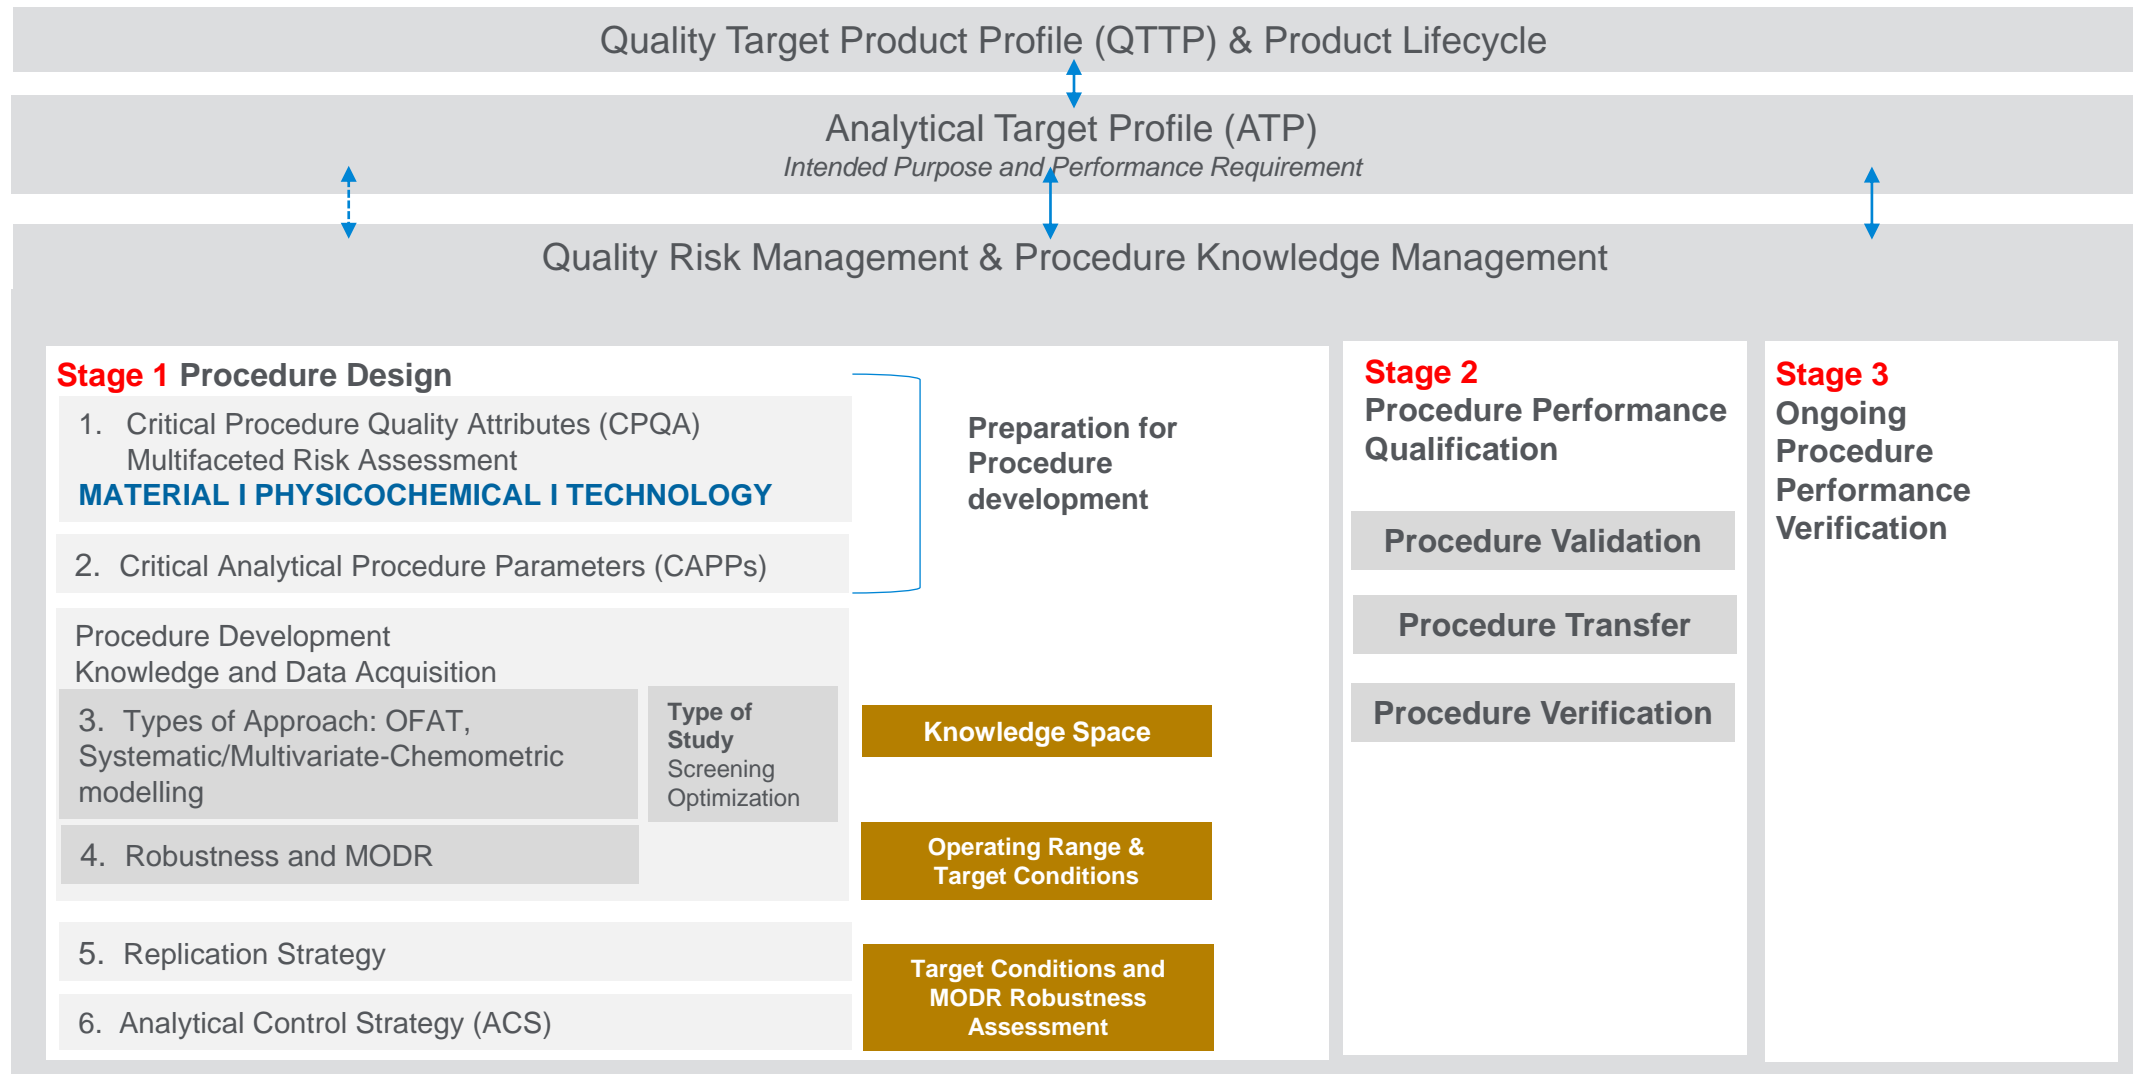 Quality Target Product Profile (QTTP) & Product Lifecycle
Analytical Target Profile (ATP)
Intended Purpose and Performance Requirement
Quality Risk Management & Procedure Knowledge Management
Stage 1 Procedure Design
1. Critical Procedure Quality Attributes (CPQA)
Multifaceted Risk Assessment
MATERIAL I PHYSICOCHEMICAL I TECHNOLOGY
2. Critical Analytical Procedure Parameters (CAPPs)
Preparation for
Procedure
development
Procedure Development
Knowledge and Data Acquisition
3. Types of Approach: OFAT,
Systematic/Multivariate-Chemometric
modelling
Type of
Study
Screening
Optimization
Knowledge Space
4. Robustness and MODR
Operating Range &
Target Conditions
5. Replication Strategy
6. Analytical Control Strategy (ACS)
Target Conditions and
MODR Robustness
Assessment
Stage 2
Procedure Performance
Qualification
Procedure Validation
Procedure Transfer
Procedure Verification
Stage 3
Ongoing
Procedure
Performance
Verification